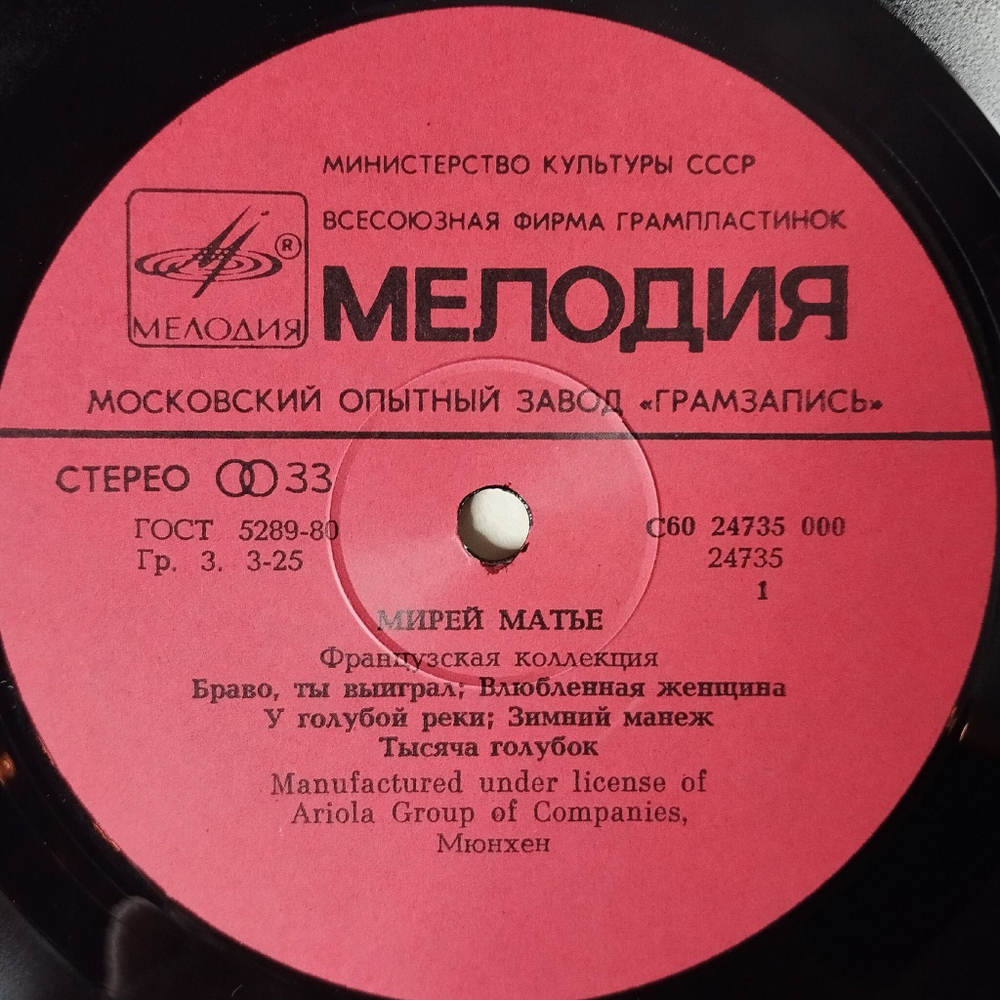 МИНИСТЕРСТВО КУЛЬТУРЫ СССР
ВСЕСОЮЗНАЯ ФИРМА ГРАМПЛАСТИНОК
®
МЕЛОДИЯ
МЕЛОДИЯ
МОСКОВСКИЙ ОПЫТНЫЙ ЗАВОД «ГРАМЗАПИСЬ»
СТЕРЕО 33
ГОСТ 5289-80
С60 24735 000
Гр. 3. 3-25
24735
1
МИРЕЙ МАТЬЕ
Французская коллекция
Браво, ты выиграл; Влюбленная женщина
У голубой реки; Зимний манеж
Тысяча голубок
Manufactured under license of
Ariola Group of Companies,
Мюнхен